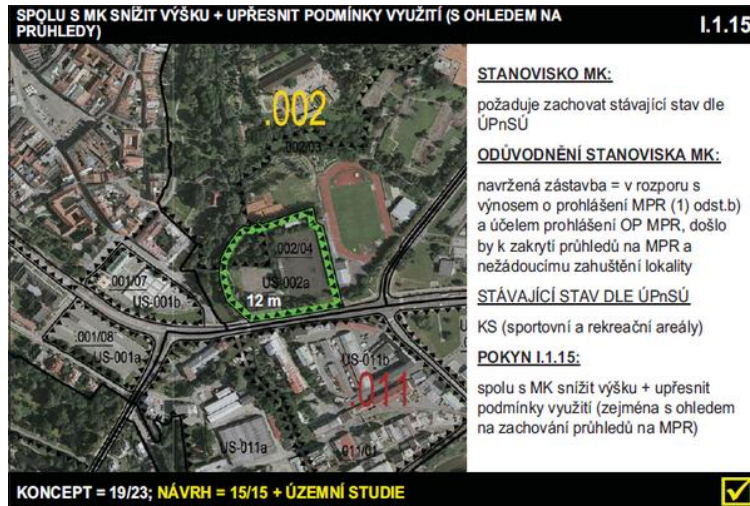 SPOLU S MK SNÍŽIT VÝŠKU + UPŘESNIT PODMÍNKY VYUŽITÍ (S OHLEDEM NA
PRŮHLEDY)
I.1.15
.002
.002/03
.002/04
US-002a
12 m
.001/07
US-001b
.001/08
US-001a
US-011b
.011
US-011a
.011/01
STANOVISKO MK:
požaduje zachovat stávající stav dle
ÚPnSÚ
ODŮVODNĚNÍ STANOVISKA MK:
navržená zástavba = v rozporu s
výnosem o prohlášení MPR (1) odst.b)
a účelem prohlášení OP MPR, došlo
by k zakrytí průhledů na MPR a
nežádoucímu zahuštění lokality
STÁVAJÍCÍ STAV DLE ÚPnSÚ
KS (sportovní a rekreační areály)
POKYN I.1.15:
spolu s MK snížit výšku + upřesnit
podmínky využití (zejména s ohledem
na zachování průhledů na MPR)
KONCEPT = 19/23; NÁVRH = 15/15 + ÚZEMNÍ STUDIE